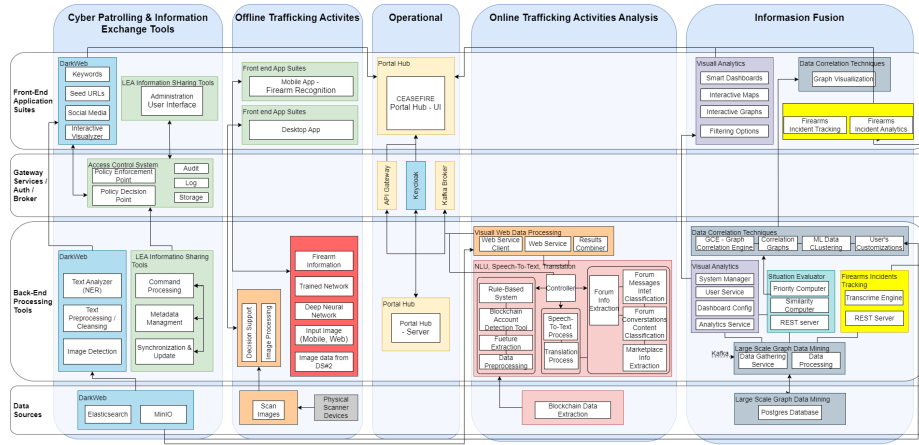 Cyber Patrolling & Information
Exchange Tools
Offline Trafficking Activites
Operational
Online Trafficking Activities Analysis
Informasion Fusion
Front-End
Application
Suites
DarkWeb
Keywords
Seed URLs
Social Media
Interactive
Visualyzer
LEA Information SHaring Tools
Administration
User Interface
Front end App Suites
Mobile App -
Firearm Recognition
Front end App Suites
Desktop App
Portal Hub
CEASEFIRE
Portal Hub - UI
Visuall Analytics
Smart Dashboards
Interactive Maps
Interactive Graphs
Filtering Options
Data Correlation Techniques
Graph Visualization
Firearms
Incident Tracking
Firearms
Incident Analytics
Gateway
Services /
Auth /
Broker
Access Control System
Policy Enforcement
Point
Policy Decision
Point
Audit
Log
Storage
API Gateway
Keycloak
Kafka Broker
Back-End
Processing
Tools
DarkWeb
Text Analyzer
(NER)
Text
Preprocessing /
Cleansing
Image Detection
LEA Informatino Sharing
Tools
Command
Processing
Metadata
Managment
Synchronization &
Update
Decision Support
Image Processing
Firearm
Information
Trained Network
Deep Neural
Network
Input Image
(Mobile, Web)
Image data from
DS#2
Portal Hub
Portal Hub
- Server
Visuall Web Data Processing
Web Service
Client
Web Service
Results
Combiner
NLU, Speech-To-Text, Translation
Rule-Based
System
Blockchain
Account
Detection Tool
Fueture
Extraction
Data
Preprocessing
Controller
Speech-
To-Text
Process
Translation
Process
Forum
Info
Extraction
Forum
Messages
Intet
Classification
Forum
Converstations
Content
Classification
Marketplace
Info
Extraction
Data Correlation Techniques
GCE - Graph
Correlation Engine
Correlation
Graphs
ML Data
CLustering
User's
Customizations
Visual Analytics
System Manager
User Service
Dashboard Config
Analytics Service
Situation Evaluator
Priority Computer
Similarity
Computer
REST server
Firearms Incidents
Tracking
Transcrime Engine
REST Server
Kafka
Large Scale Graph Data Mining
Data Gathering
Service
Data
Processing
Data
Sources
DarkWeb
Elasticsearch
MinIO
Scan
Images
Physical
Scanner
Devices
Blockchain Data
Extraction
Large Scale Graph Data Mining
Postgres Database